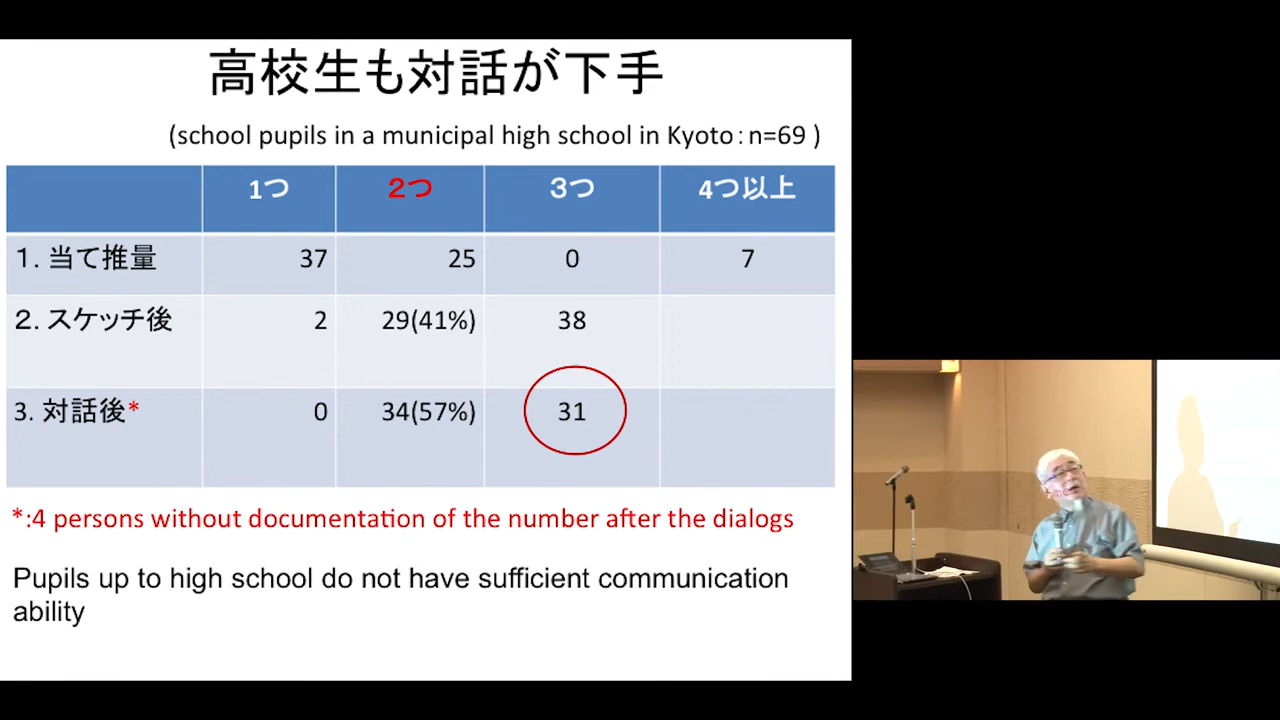 高校生も対話が下手
(school pupils in a municipal high school in Kyoto：n=69 )
1つ 2つ 3つ 4つ以上
1. 当て推量 37 25 0 7
2. スケッチ後 2 29(41%) 38
3. 対話後* 0 34(57%) 31
*:4 persons without documentation of the number after the dialogs
Pupils up to high school do not have sufficient communication
ability